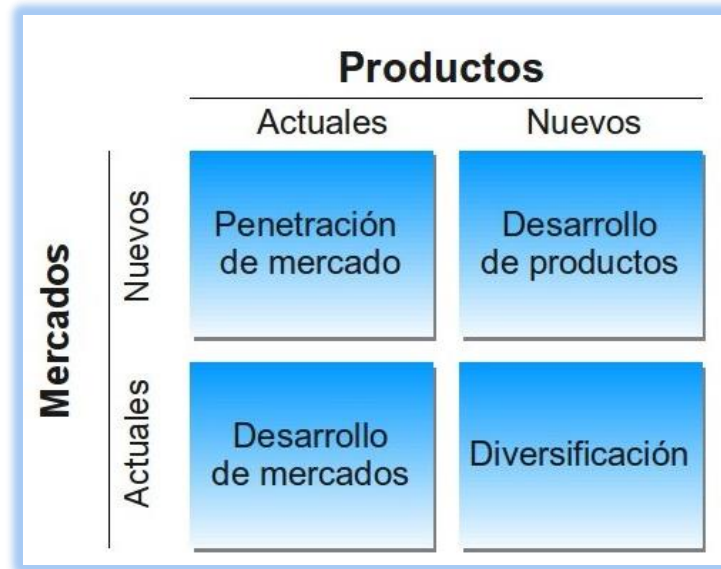 Productos
Actuales
Nuevos
Mercados
Nuevos
Penetración
de mercado
Desarrollo
de productos
Actuales
Desarrollo
de mercados
Diversificación